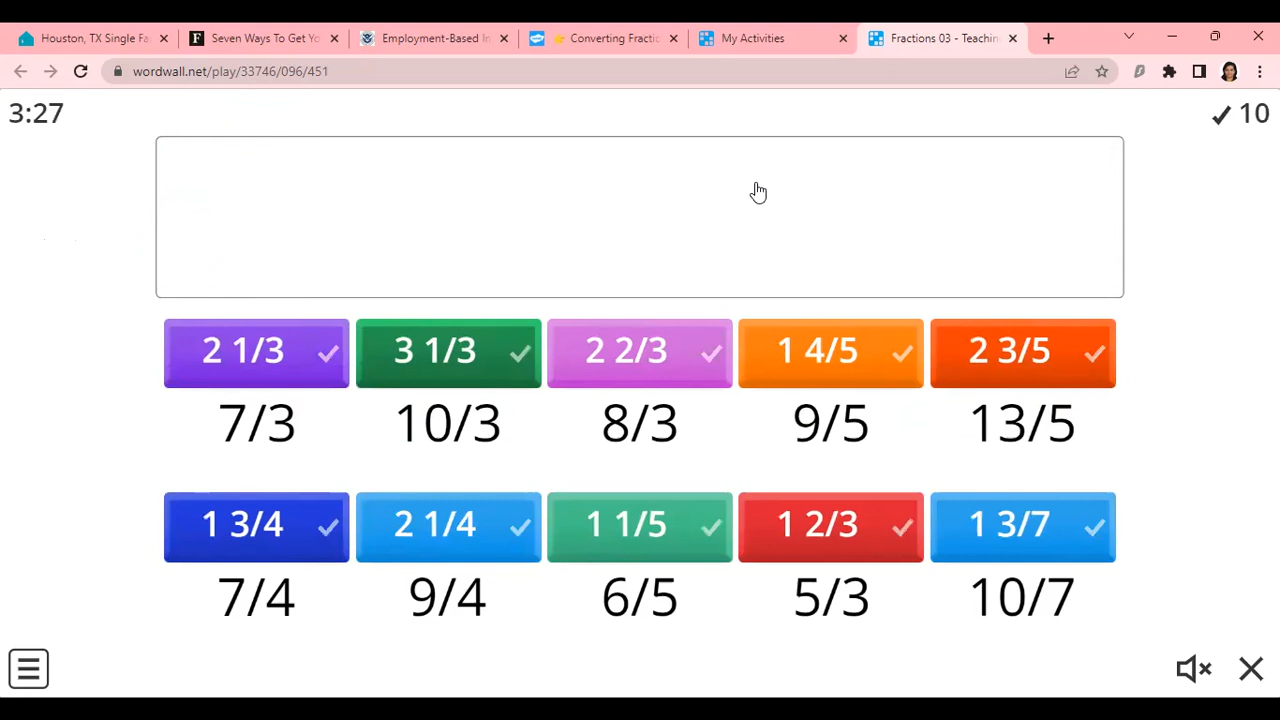 Houston, TX Single Fa
Seven Ways To Get Yo
Employment-Based In
Converting Fractio
My Activities
Fractions 03 - Teachin
wordwall.net/play/33746/096/451
3:27
10
2 1/3 3 1/3 2 2/3 1 4/5 2 3/5
7/3 10/3 8/3 9/5 13/5
1 3/4 2 1/4 1 1/5 1 2/3 1 3/7
7/4 9/4 6/5 5/3 10/7